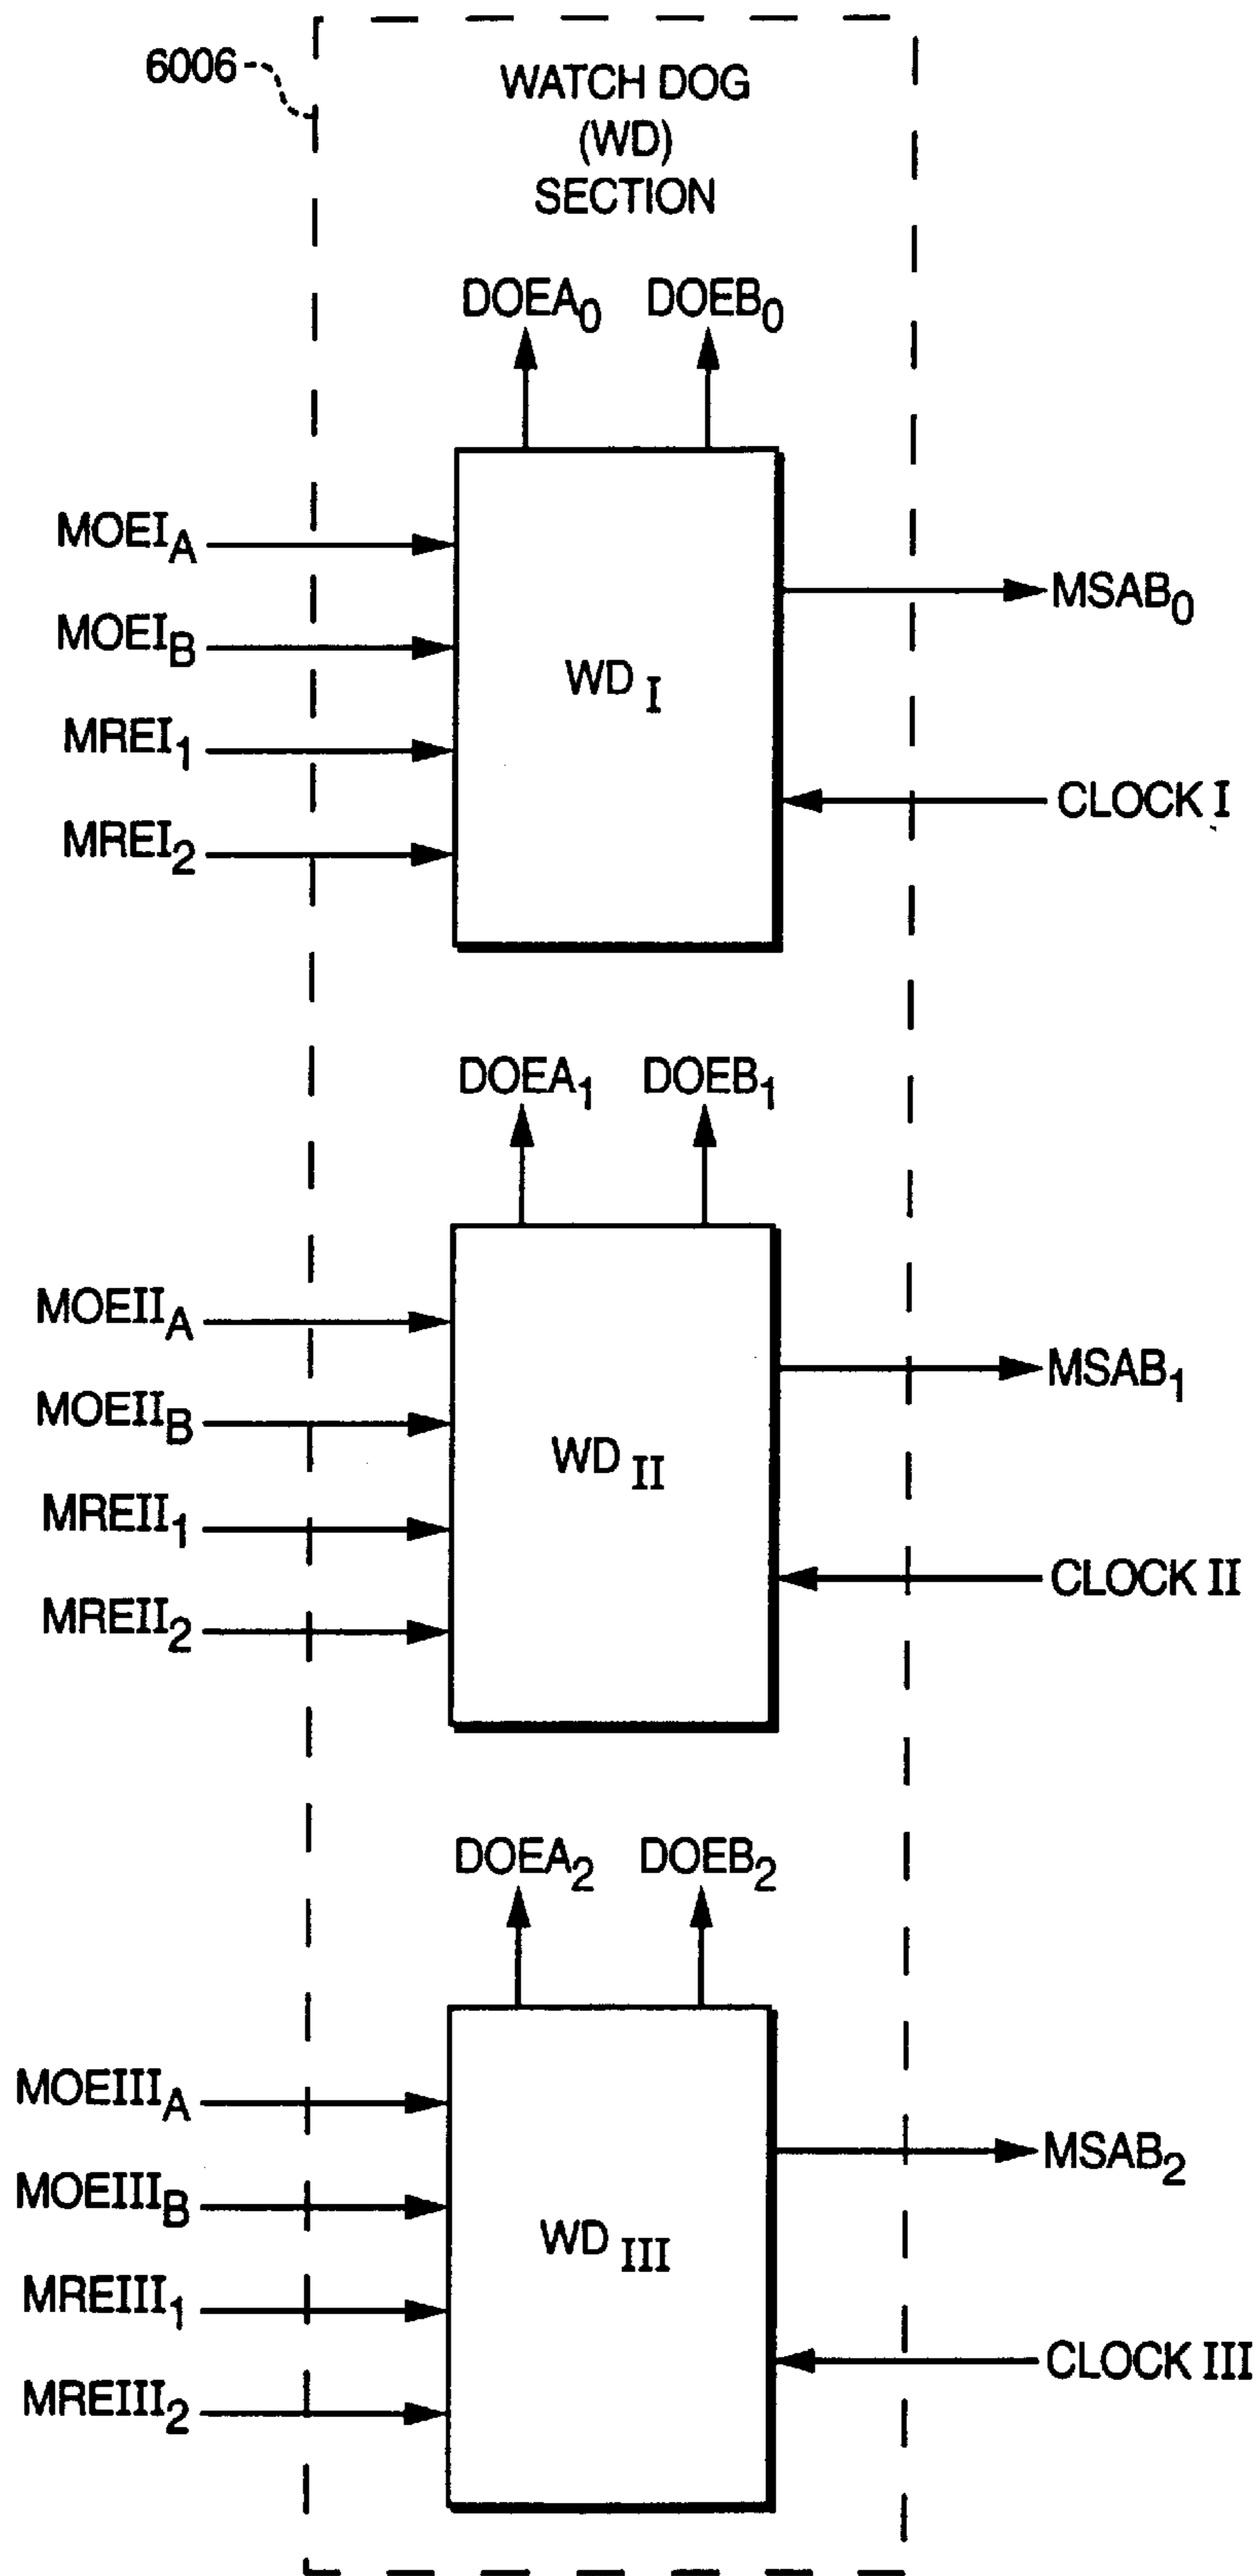 6006
WATCH DOG
(WD)
SECTION
DOEA0 DOEB0
MOEIA
MOEIB
MREI1
MREI2
WD I
MSAB0
CLOCK I
DOEA1 DOEB1
MOEIIA
MOEIIB
MREII1
MREII2
WD II
MSAB1
CLOCK II
DOEA2 DOEB2
MOEIIIA
MOEIIIB
MREIII1
MREIII2
WD III
MSAB2
CLOCK III